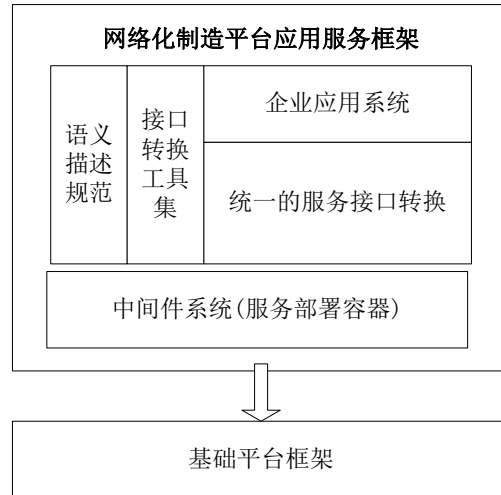 网络化制造平台应用服务框架
语义
描述
规范
接口
转换
工具
集
企业应用系统
统一的服务接口转换
中间件系统(服务部署容器)
基础平台框架